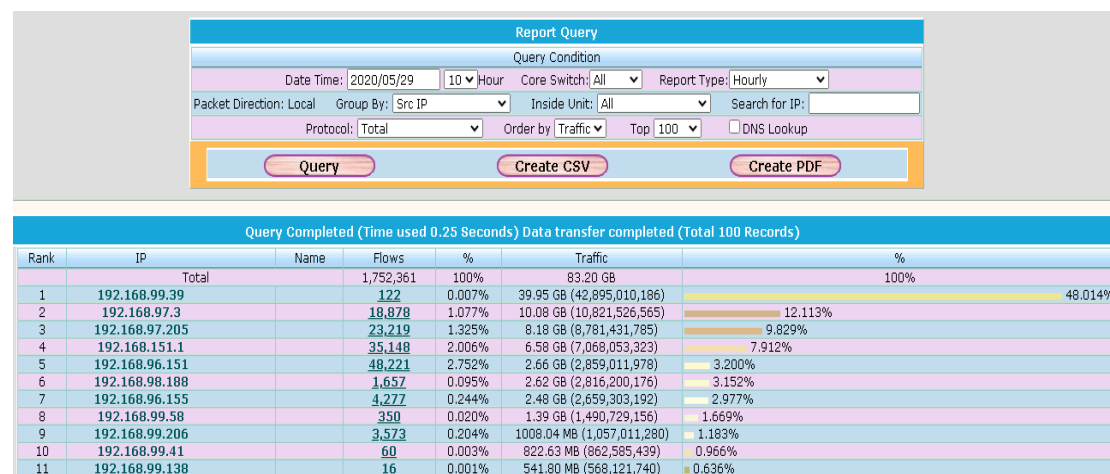 Report Query
Query Condition
Date Time: 2020/05/29 10 Hour Core Switch: All Report Type: Hourly
Packet Direction: Local Group By: Src IP Inside Unit: All Search for IP:
Protocol: Total Order by Traffic Top 100 DNS Lookup
Query Create CSV Create PDF
Query Completed (Time used 0.25 Seconds) Data transfer completed (Total 100 Records)
Rank IP Name Flows % Traffic %
Total 1,752,361 100% 83.20 GB 100%
1 192.168.99.39 122 0.007% 39.95 GB (42,895,010,186) 48.014%
2 192.168.97.3 18,878 1.077% 10.08 GB (10,821,526,565) 12.113%
3 192.168.97.205 23,219 1.325% 8.18 GB (8,781,431,785) 9.829%
4 192.168.151.1 35,148 2.006% 6.58 GB (7,068,053,323) 7.912%
5 192.168.96.151 48,221 2.752% 2.66 GB (2,859,011,978) 3.200%
6 192.168.98.188 1,657 0.095% 2.62 GB (2,816,200,176) 3.152%
7 192.168.96.155 4,277 0.244% 2.48 GB (2,659,303,192) 2.977%
8 192.168.99.58 350 0.020% 1.39 GB (1,490,729,156) 1.669%
9 192.168.99.206 3,573 0.204% 1008.04 MB (1,057,011,280) 1.183%
10 192.168.99.41 60 0.003% 822.63 MB (862,585,439) 0.966%
11 192.168.99.138 16 0.001% 541.80 MB (568,121,740) 0.636%